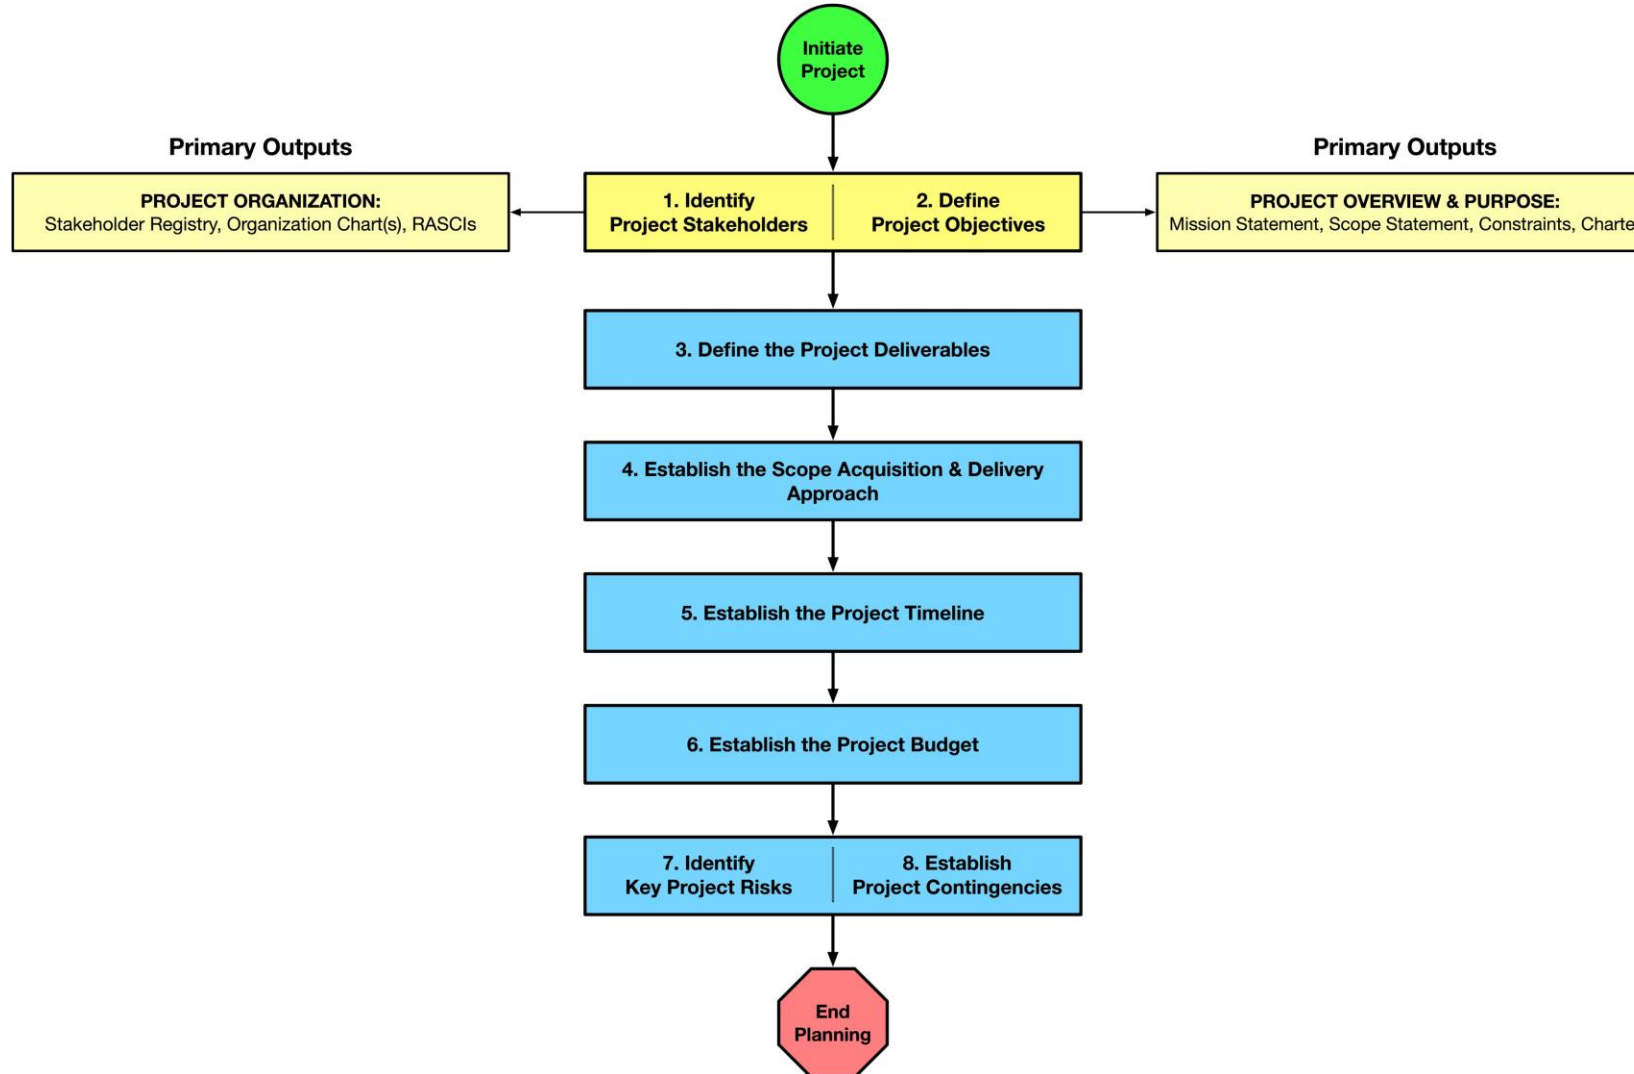 Initiate
Project
Primary Outputs
Primary Outputs
PROJECT ORGANIZATION:
Stakeholder Registry, Organization Chart(s), RASCIs
1. Identify
Project Stakeholders
2. Define
Project Objectives
PROJECT OVERVIEW & PURPOSE:
Mission Statement, Scope Statement, Constraints, Charte
3. Define the Project Deliverables
4. Establish the Scope Acquisition & Delivery
Approach
5. Establish the Project Timeline
6. Establish the Project Budget
7. Identify
Key Project Risks
8. Establish
Project Contingencies
End
Planning